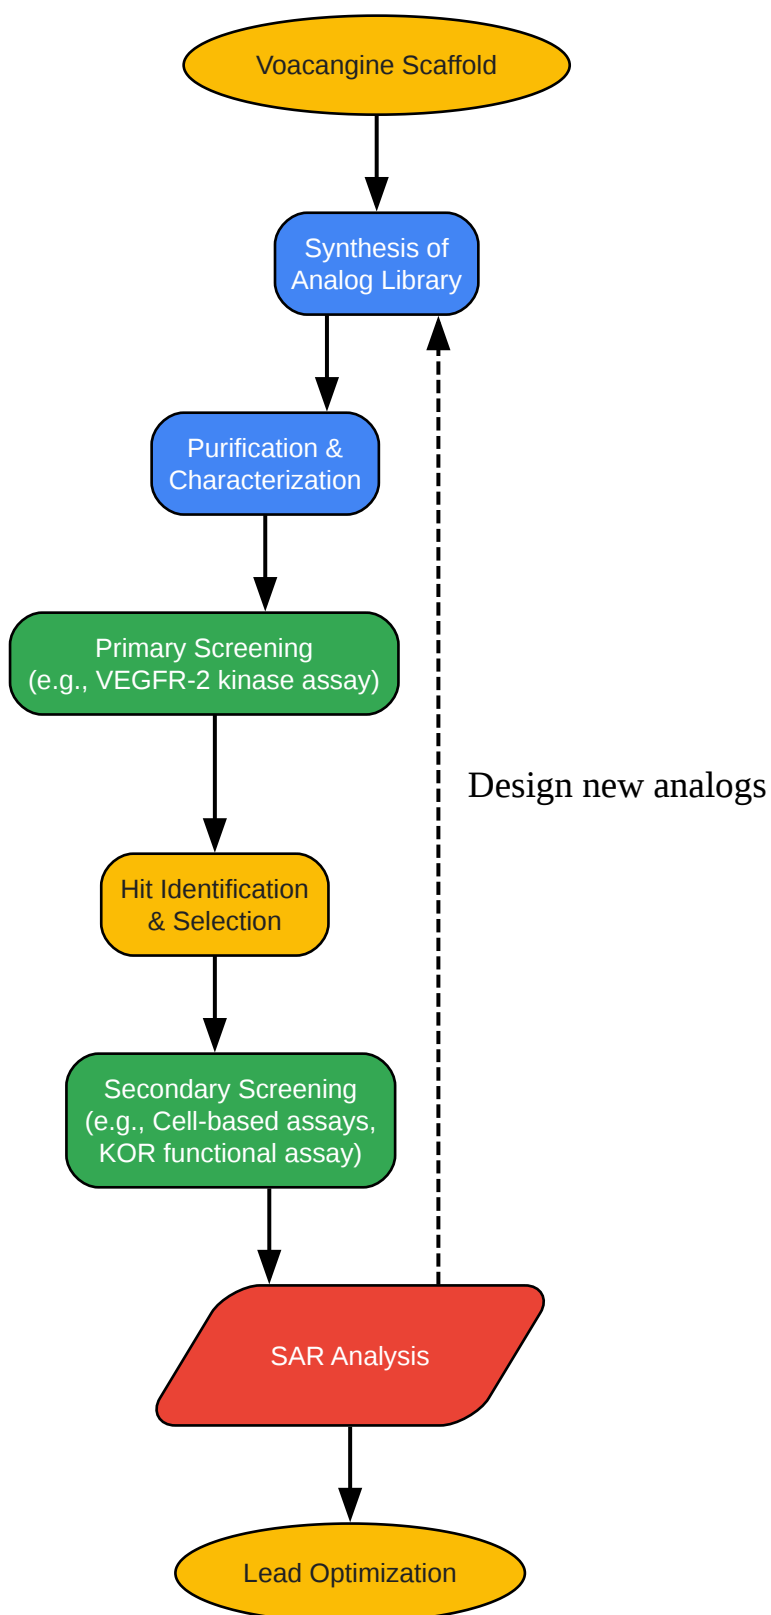 Voacangine Scaffold
Synthesis of
Analog Library
Purification &
Characterization
Primary Screening
(e.g., VEGFR-2 kinase assay)
Design new analogs
Hit Identification
& Selection
Secondary Screening
(e.g., Cell-based assays,
KOR functional assay)
SAR Analysis
Lead Optimization